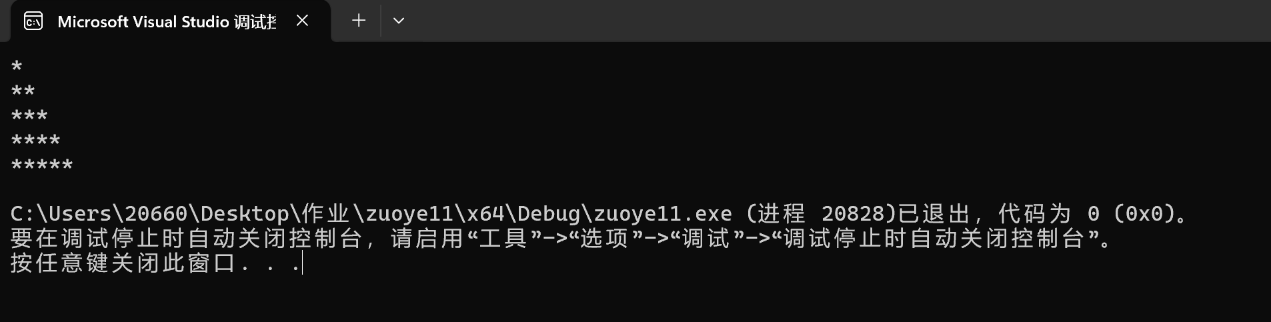 Microsoft Visual Studio 调试
*
**
***
****
*****
C:\Users\20660\Desktop\作业\zuoye11\x64\Debug\zuoye11.exe (进程 20828)已退出，代码为 0 (0x0)。
要在调试停止时自动关闭控制台，请启用“工具”->“选项”->“调试”->“调试停止时自动关闭控制台”。
按任意键关闭此窗口. . .